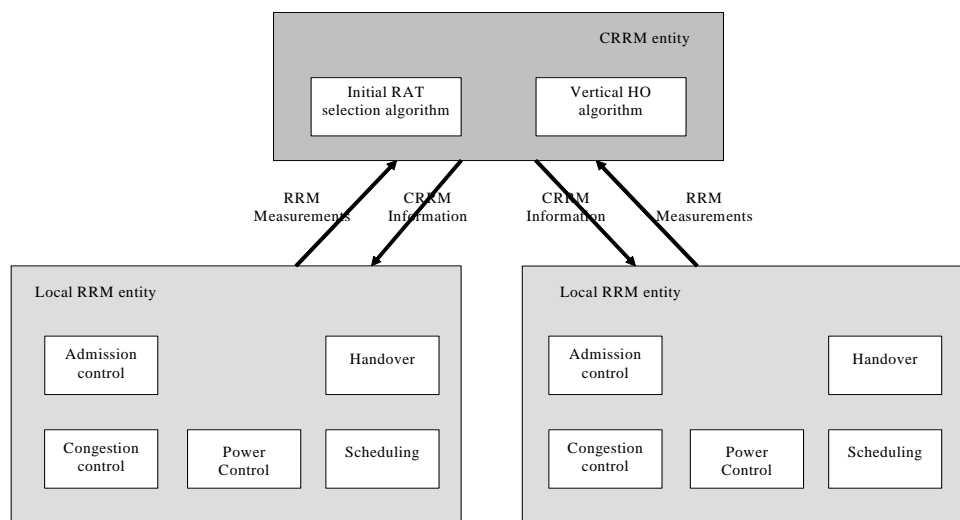 CRRM entity
Initial RAT
selection algorithm
Vertical HO
algorithm
RRM
Measurements
CRRM
Information
CRRM
Information
RRM
Measurements
Local RRM entity
Admission
control
Handover
Congestion
control
Power
Control
Scheduling
Local RRM entity
Admission
control
Handover
Congestion
control
Power
Control
Scheduling